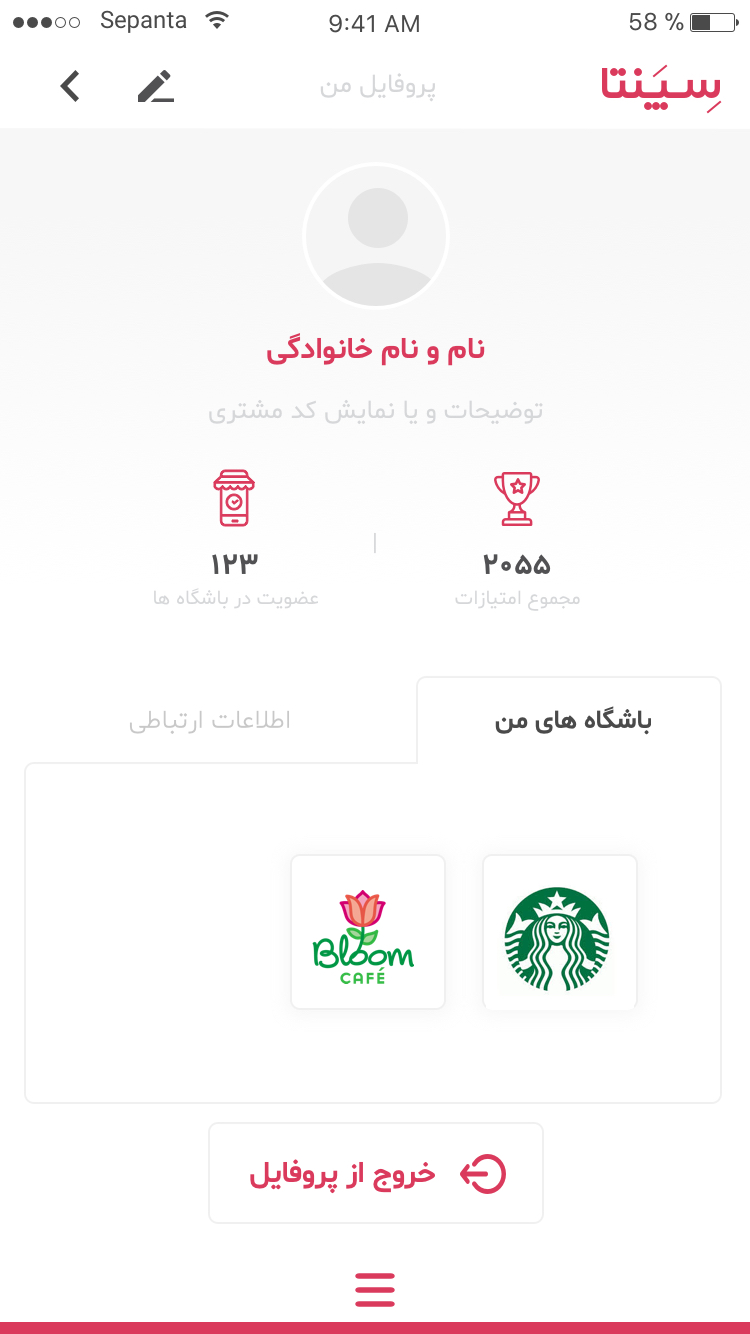 Sepanta 9:41 AM 58 %
سِپَنتا پروفایل من
نام و نام خانوادگی
توضیحات و یا نمایش کد مشتری
۲۰۵۵ ۱۲۳
مجموع امتیازات عضویت در باشگاه ها
باشگاه های من اطلاعات ارتباطی
Bloom
CAFÉ
خروج از پروفایل